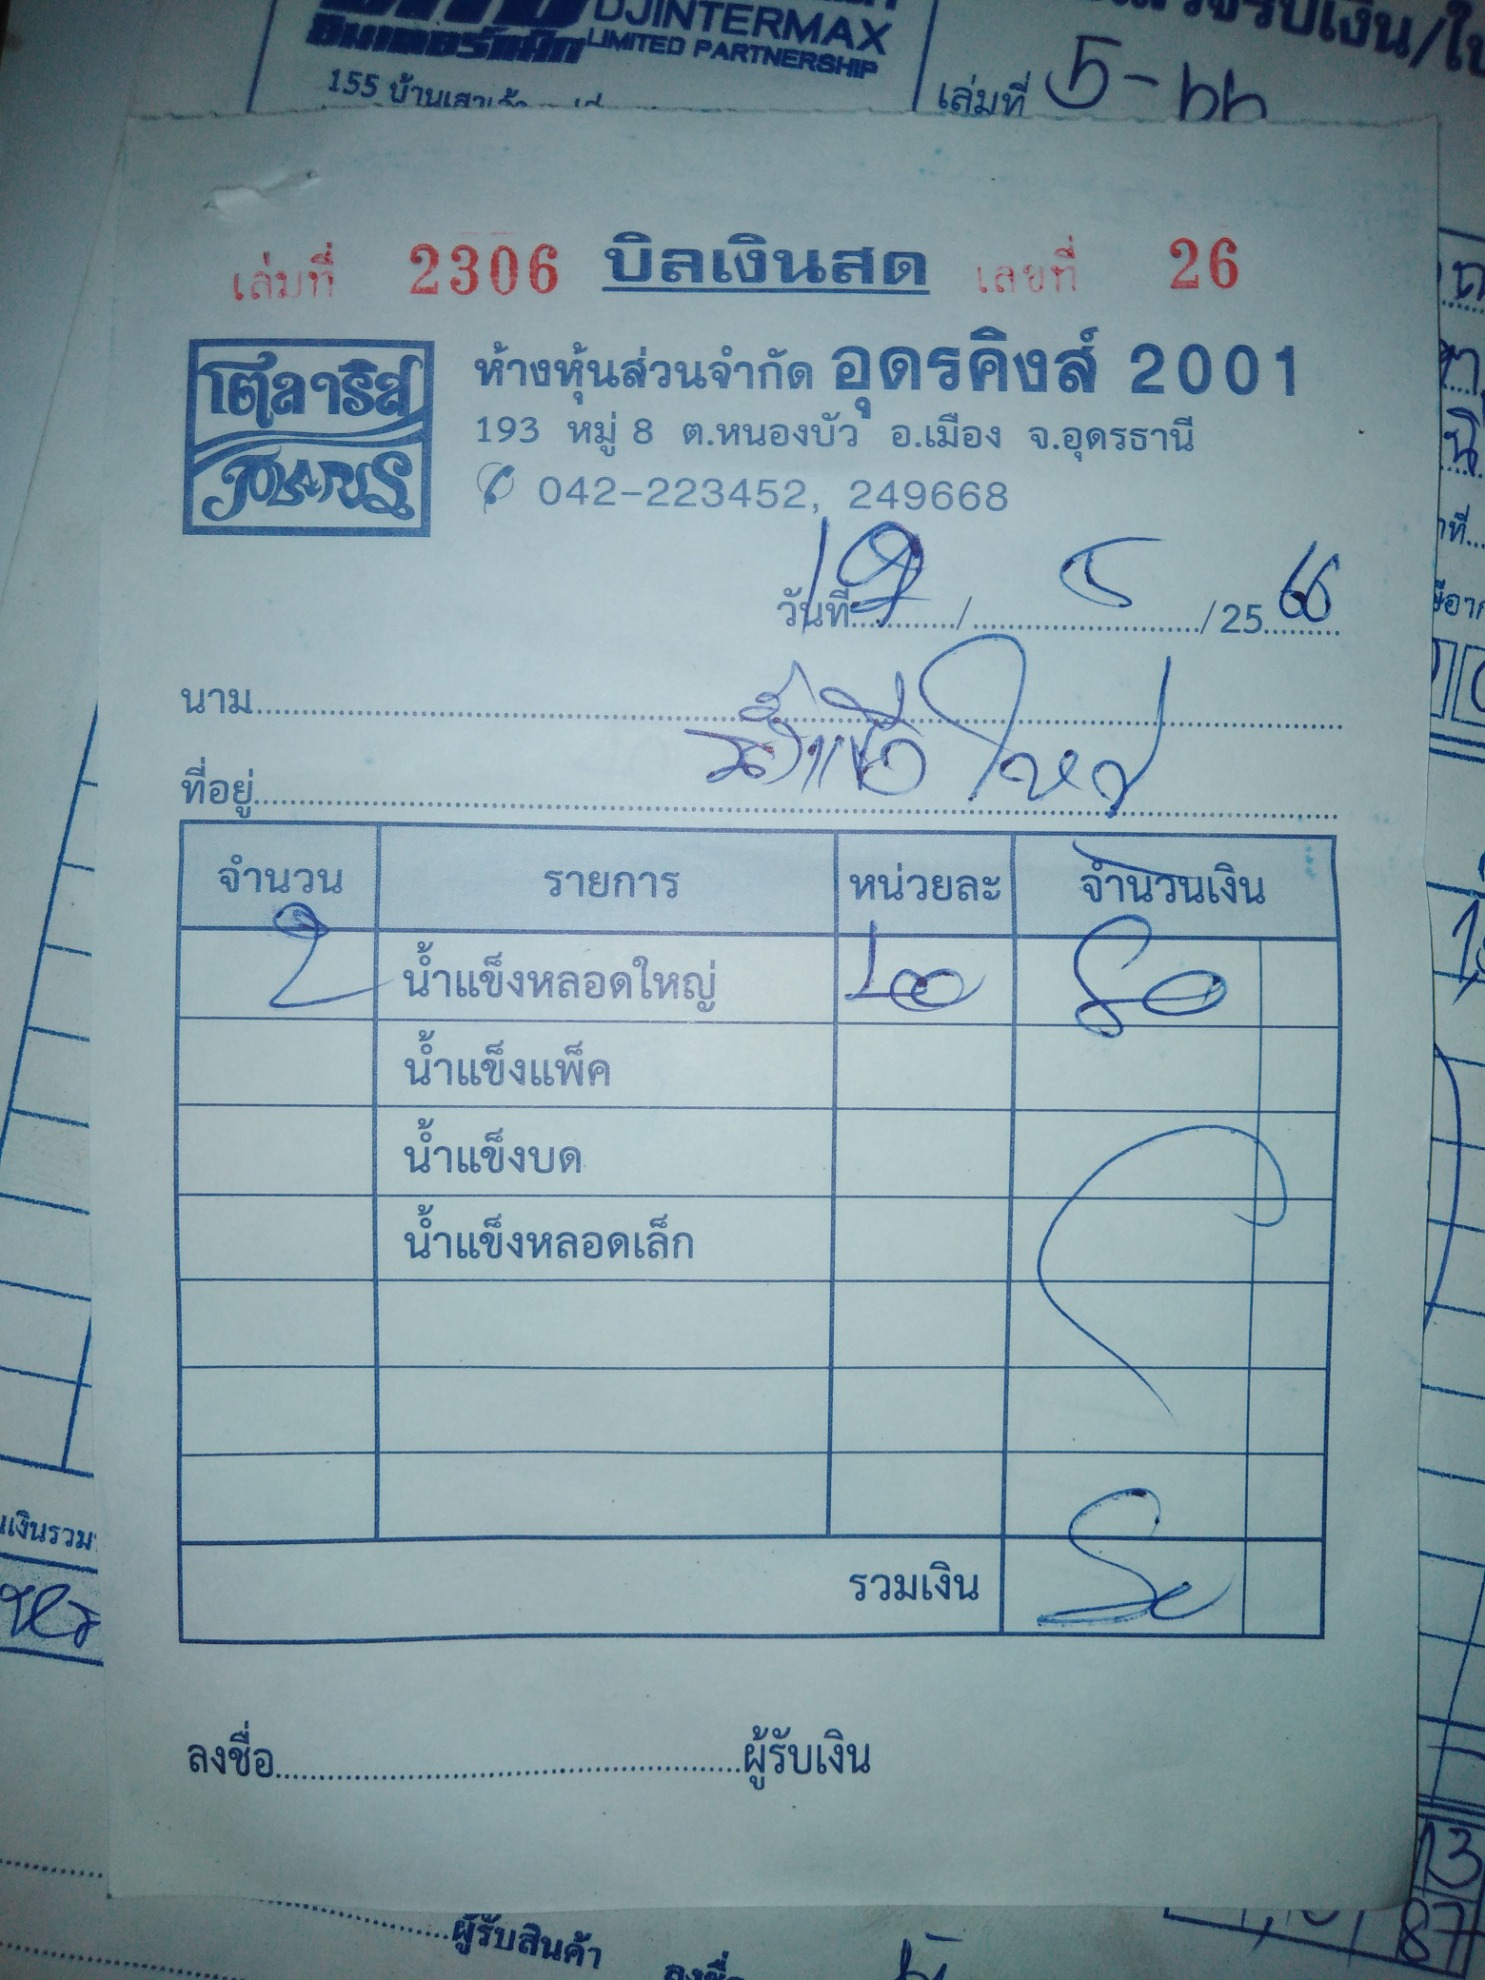 DJINTERMAX
LIMITED PARTNERSHIP
155
เล่มที่ 5-66
เล่มที่ 2306 บิลเงินสด เลขที่ 26
โตลาริส
TOLARIS
ห้างหุ้นส่วนจำกัด อุดรคิงส์ 2001
193 หมู่ 8 ต.หนองบัว อ.เมือง จ.อุดรธานี
042-223452, 249668
วันที่ / 5 / 25 66
นาม
ที่อยู่
จำนวน รายการ หน่วยละ จำนวนเงิน
2 น้ำแข็งหลอดใหญ่ 40 80
น้ำแข็งแพ็ค
น้ำแข็งบด
น้ำแข็งหลอดเล็ก
รวมเงิน 80
ลงชื่อ ผู้รับเงิน
13
87
ผู้รับสินค้า